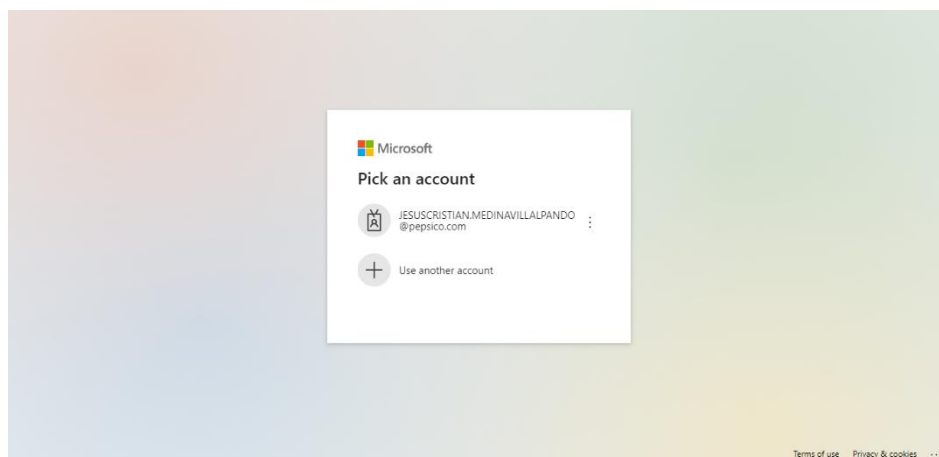 Microsoft
Pick an account
JESUSCRISTIAN.MEDINAVILLALPANDO
@pepsico.com
Use another account
Terms of use Privacy & cookies